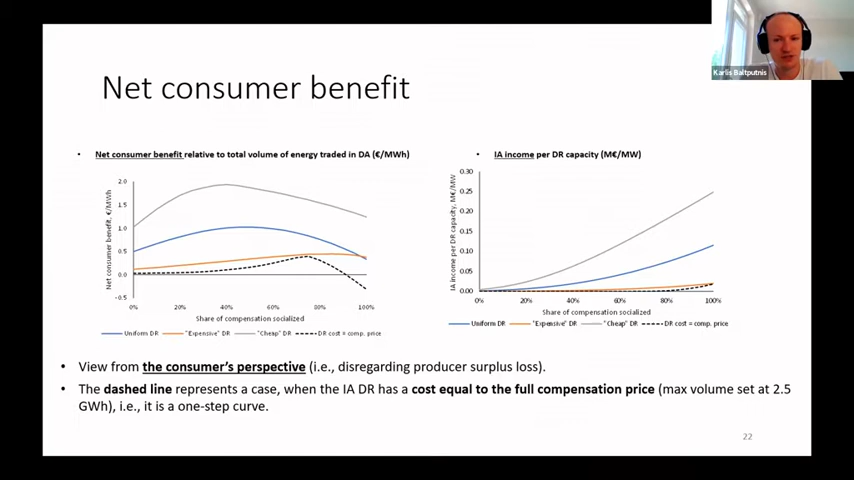 Karlis Baltputnis
Net consumer benefit
• Net consumer benefit relative to total volume of energy traded in DA (€/MWh)
Net consumer benefit, €/MWh
2.0
1.5
1.0
0.5
0.0
-0.5
0% 20% 40% 60% 80% 100%
Share of compensation socialized
Uniform DR "Expensive" DR "Cheap" DR DR cost = comp. price
• IA income per DR capacity (M€/MW)
IA income per DR capacity, M€/MW
0.30
0.25
0.20
0.15
0.10
0.05
0.00
0% 20% 40% 60% 80% 100%
Share of compensation socialized
Uniform DR "Expensive" DR "Cheap" DR DR cost = comp. price
• View from the consumer's perspective (i.e., disregarding producer surplus loss).
• The dashed line represents a case, when the IA DR has a cost equal to the full compensation price (max volume set at 2.5
GWh), i.e., it is a one-step curve.
22